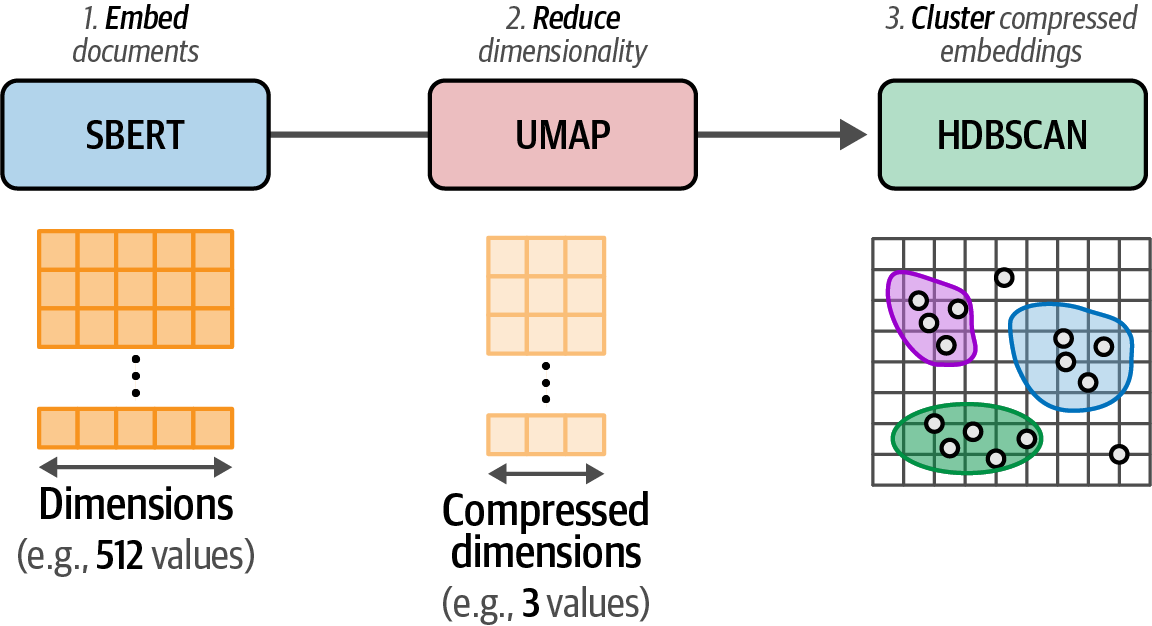 1. Embed
documents
2. Reduce
dimensionality
3. Cluster compressed
embeddings
SBERT
UMAP
HDBSCAN
Dimensions
(e.g., 512 values)
Compressed
dimensions
(e.g., 3 values)